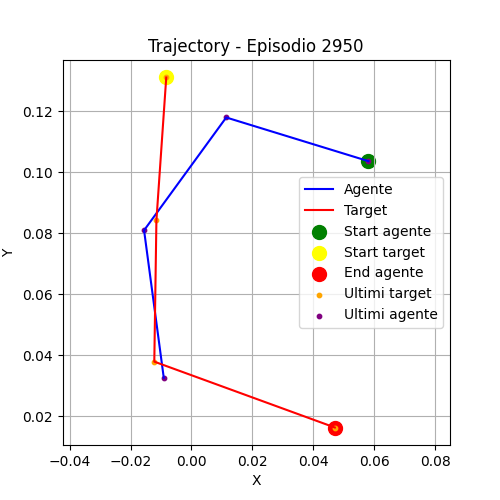 Trajectory - Episodio 2950
0.12
0.10
0.08
0.06
0.04
0.02
Y
Agente
Target
Start agente
Start target
End agente
Ultimi target
Ultimi agente
−0.04
−0.02
0.00
0.02
0.04
0.06
0.08
X